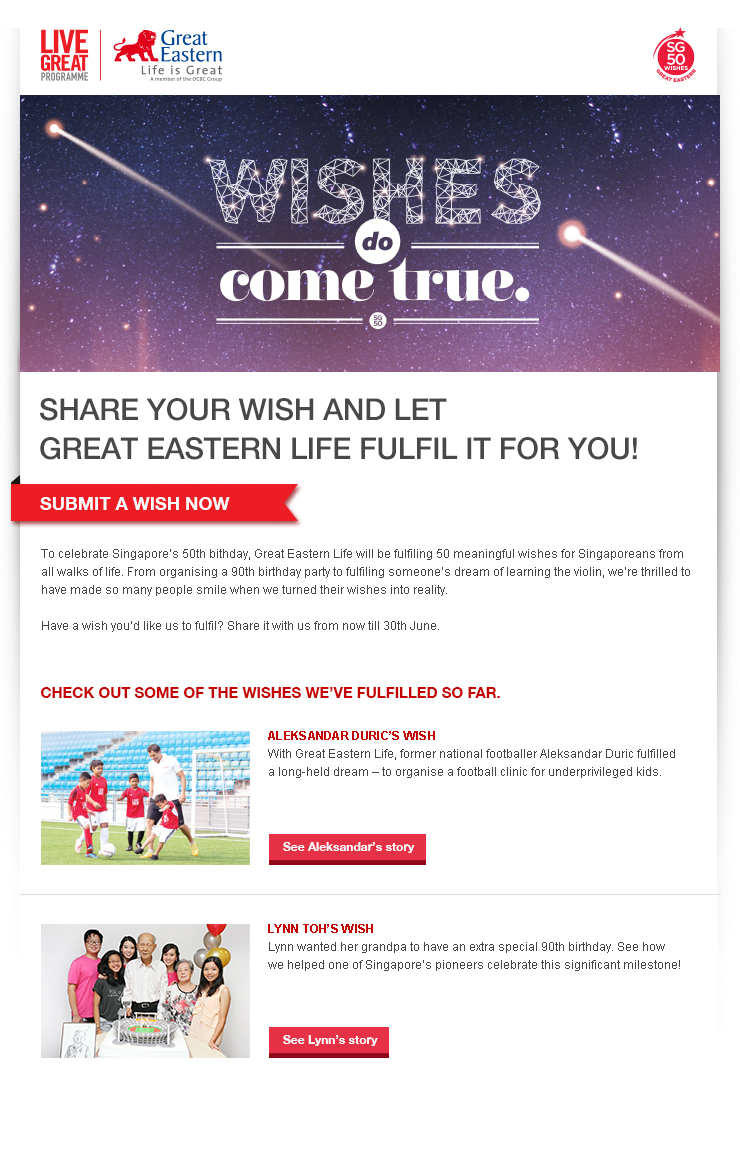 LIVE
GREAT
PROGRAMME
Great
Eastern
Life is Great
A member of the OCBC Group
SG
50
WISHES
GREAT EASTERN
WISHES
do
come true.
SG
50
SHARE YOUR WISH AND LET
GREAT EASTERN LIFE FULFIL IT FOR YOU!
SUBMIT A WISH NOW
To celebrate Singapore's 50th bithday, Great Eastern Life will be fulfiling 50 meaningful wishes for Singaporeans from
all walks of life. From organising a 90th birthday party to fulfiling someone's dream of learning the violin, we're thrilled to
have made so many people smile when we turned their wishes into reality.
Have a wish you'd like us to fulfil? Share it with us from now till 30th June.
CHECK OUT SOME OF THE WISHES WE'VE FULFILLED SO FAR.
ALEKSANDAR DURIC'S WISH
With Great Eastern Life, former national footballer Aleksandar Duric fulfilled
a long-held dream – to organise a football clinic for underprivileged kids.
See Aleksandar's story
LYNN TOH'S WISH
Lynn wanted her grandpa to have an extra special 90th birthday. See how
we helped one of Singapore's pioneers celebrate this significant milestone!
See Lynn's story